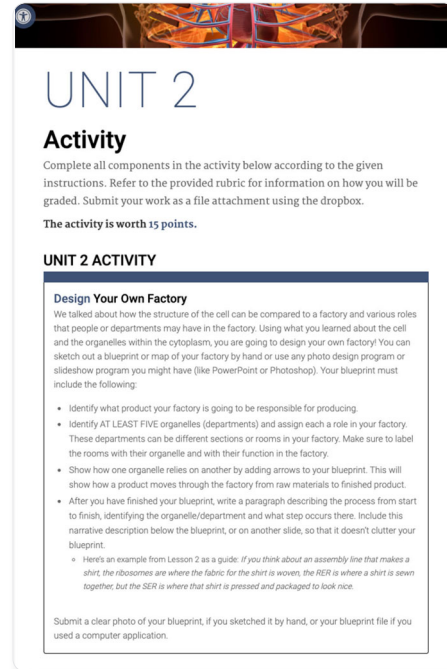 UNIT 2
Activity
Complete all components in the activity below according to the given
instructions. Refer to the provided rubric for information on how you will be
graded. Submit your work as a file attachment using the dropbox.
The activity is worth 15 points.
UNIT 2 ACTIVITY
Design Your Own Factory
We talked about how the structure of the cell can be compared to a factory and various roles
that people or departments may have in the factory. Using what you learned about the cell
and the organelles within the cytoplasm, you are going to design your own factory! You can
sketch out a blueprint or map of your factory by hand or use any photo design program or
slideshow program you might have (like PowerPoint or Photoshop). Your blueprint must
include the following:
• Identify what product your factory is going to be responsible for producing.
• Identify AT LEAST FIVE organelles (departments) and assign each a role in your factory.
These departments can be different sections or rooms in your factory. Make sure to label
the rooms with their organelle and with their function in the factory.
• Show how one organelle relies on another by adding arrows to your blueprint. This will
show how a product moves through the factory from raw materials to finished product.
• After you have finished your blueprint, write a paragraph describing the process from start
to finish, identifying the organelle/department and what step occurs there. Include this
narrative description below the blueprint, or on another slide, so that it doesn't clutter your
blueprint.
◦ Here's an example from Lesson 2 as a guide: If you think about an assembly line that makes a
shirt, the ribosomes are where the fabric for the shirt is woven, the RER is where a shirt is sewn
together, but the SER is where that shirt is pressed and packaged to look nice.
Submit a clear photo of your blueprint, if you sketched it by hand, or your blueprint file if you
used a computer application.